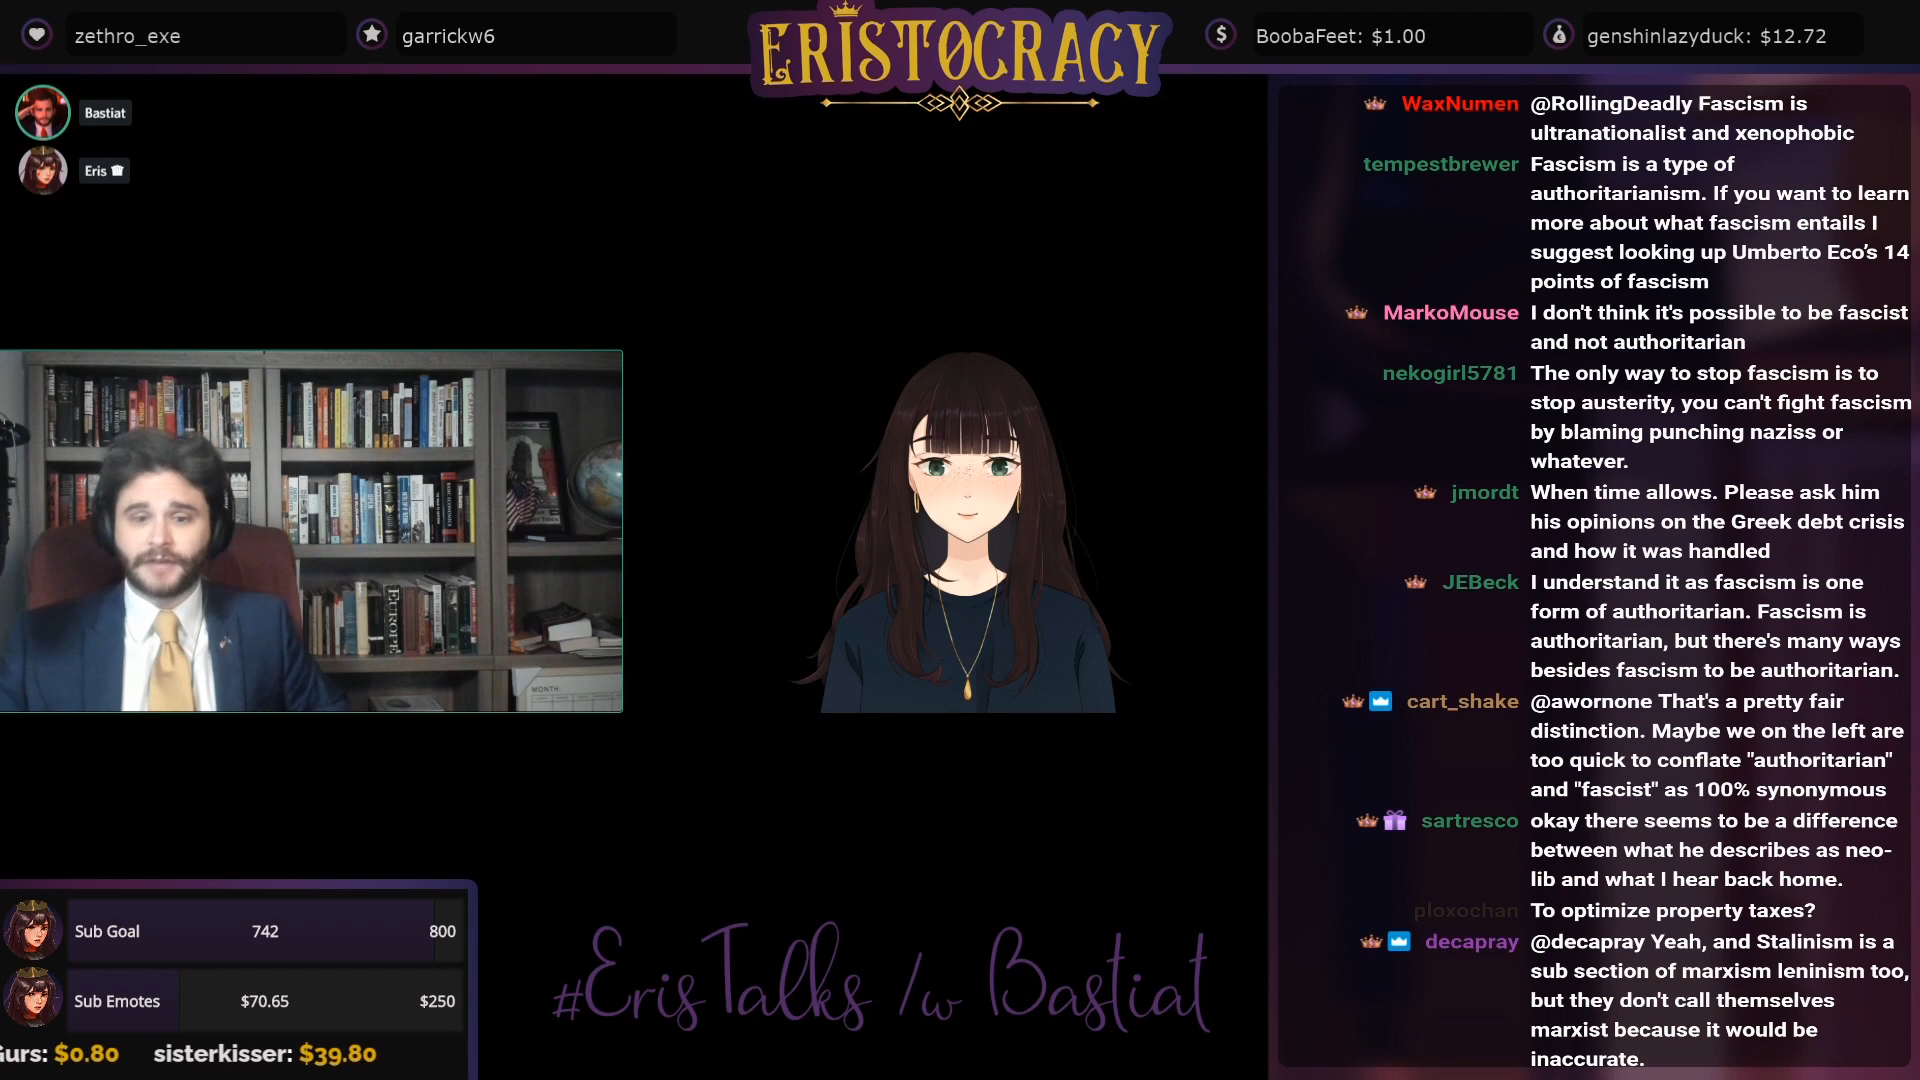 zethro_exe
garrickw6
ERISTOCRACY
BoobaFeet: $1.00
genshinlazyduck: $12.72
Bastiat
Eris
WaxNumen @RollingDeadly Fascism is
ultranationalist and xenophobic
tempestbrewer Fascism is a type of
authoritarianism. If you want to learn
more about what fascism entails I
suggest looking up Umberto Eco's 14
points of fascism
MarkoMouse I don't think it's possible to be fascist
and not authoritarian
nekogirl5781 The only way to stop fascism is to
stop austerity, you can't fight fascism
by blaming punching naziss or
whatever.
jmordt When time allows. Please ask him
his opinions on the Greek debt crisis
and how it was handled
JEBeck I understand it as fascism is one
form of authoritarian. Fascism is
authoritarian, but there's many ways
besides fascism to be authoritarian.
cart_shake @awornone That's a pretty fair
distinction. Maybe we on the left are
too quick to conflate "authoritarian"
and "fascist" as 100% synonymous
sartresco okay there seems to be a difference
between what he describes as neo-
lib and what I hear back home.
ploxochan To optimize property taxes?
decapray @decapray Yeah, and Stalinism is a
sub section of marxism leninism too,
but they don't call themselves
marxist because it would be
inaccurate.
EUROPE
MONTH:
Sub Goal 742 800
Sub Emotes $70.65 $250
urs: $0.80 sisterkisser: $39.80
#ErisTalks /w Bastiat